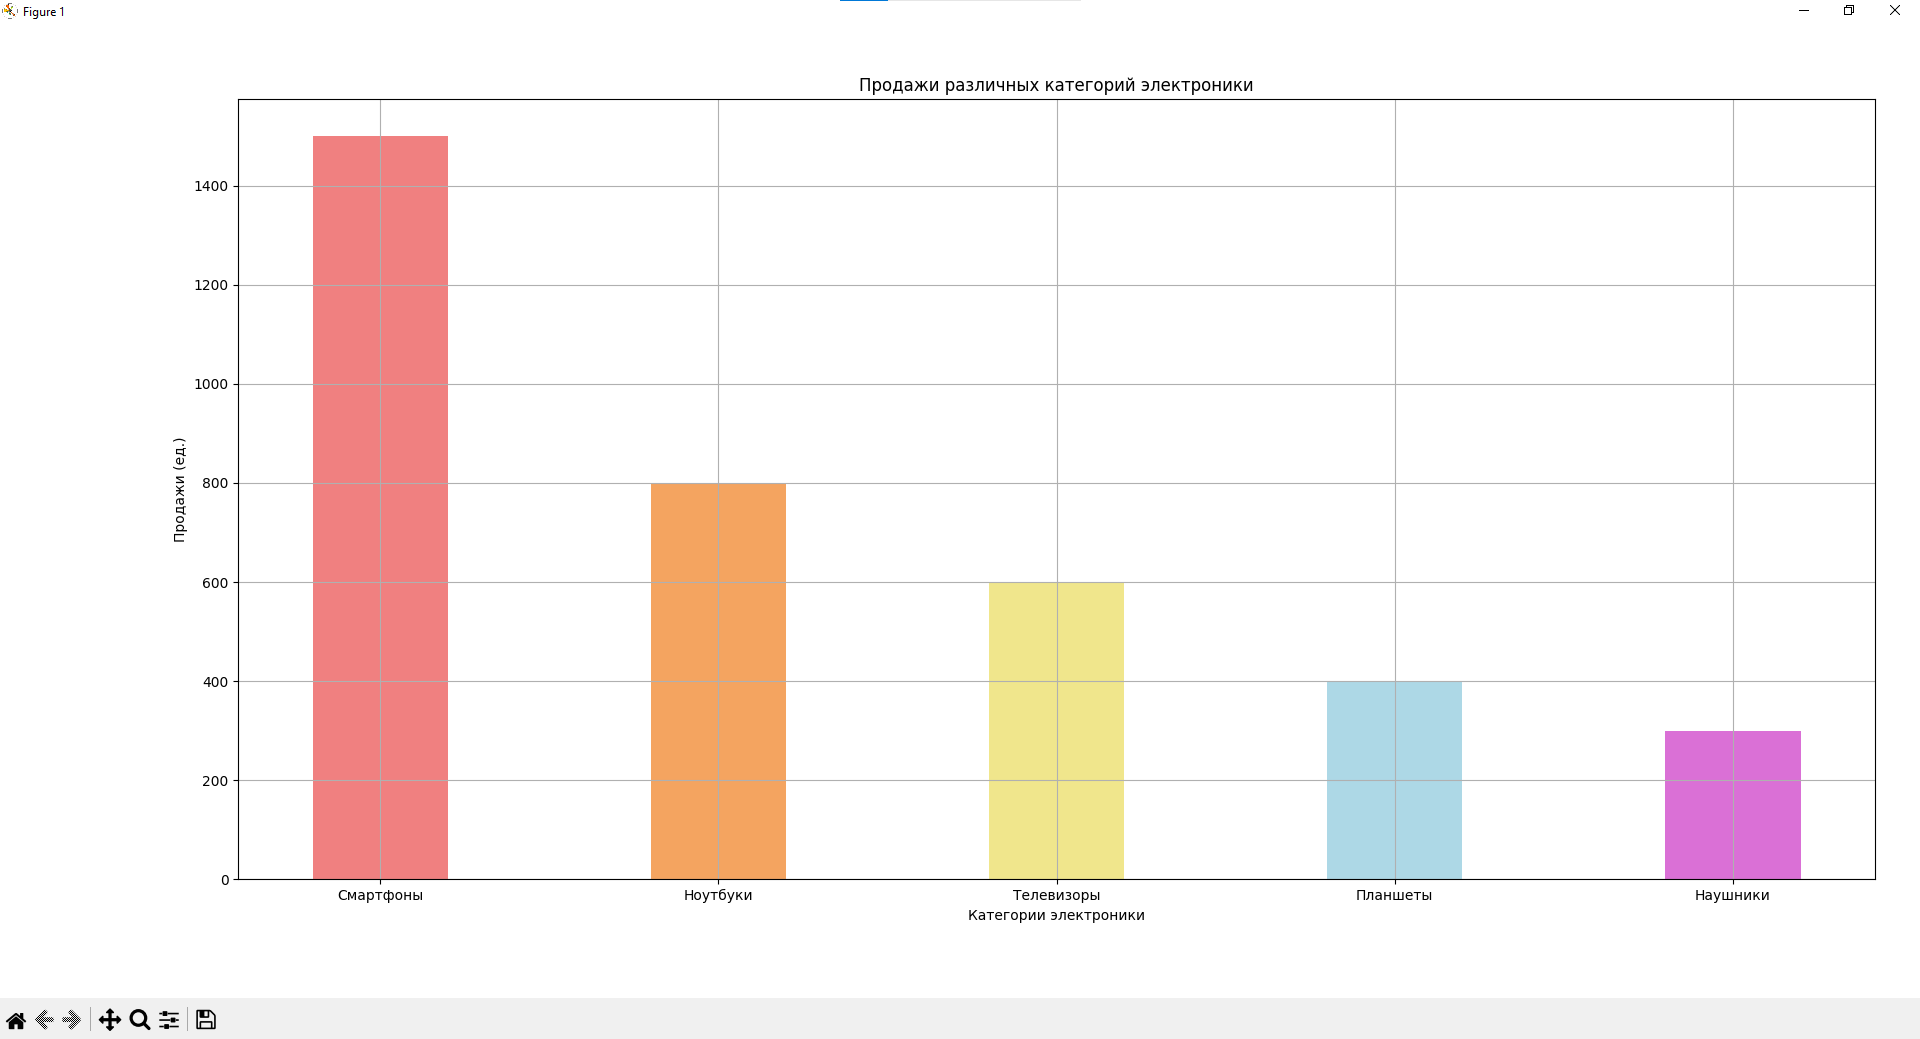 Figure 1
Продажи различных категорий электроники
1400
1200
1000
800
600
400
200
0
Продажи (ед.)
Смартфоны Ноутбуки Телевизоры Планшеты Наушники
Категории электроники